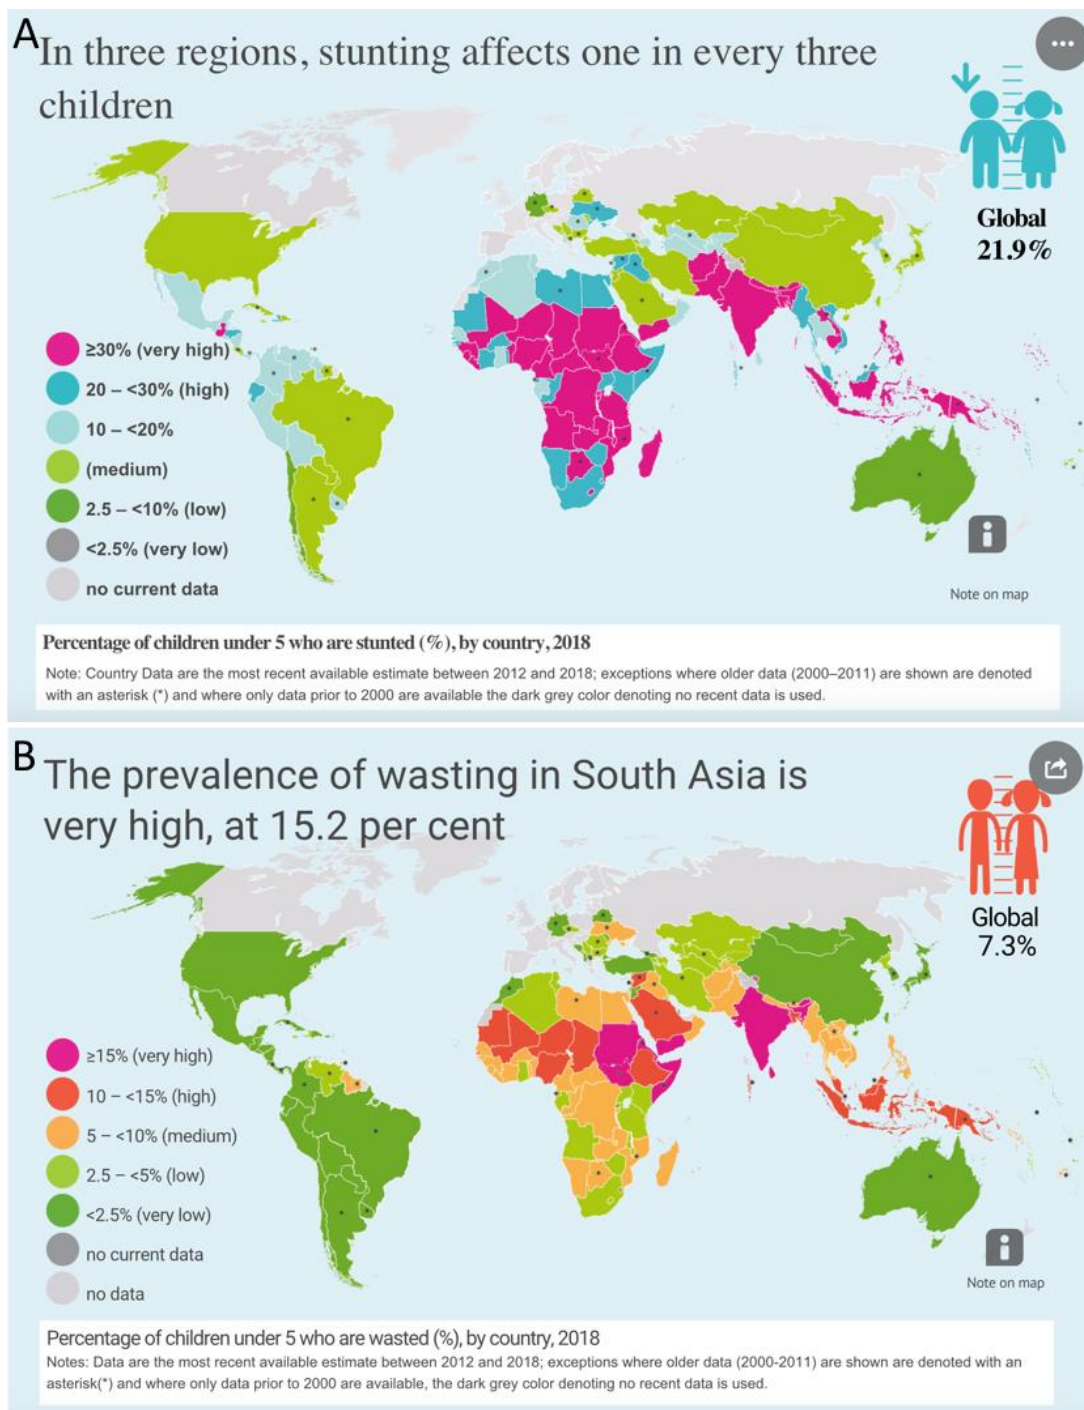 A
In three regions, stunting affects one in every three
children
Global
21.9%
≥30% (very high)
20 – <30% (high)
10 – <20%
(medium)
2.5 – <10% (low)
<2.5% (very low)
no current data
Note on map
Percentage of children under 5 who are stunted (%), by country, 2018
Note: Country Data are the most recent available estimate between 2012 and 2018; exceptions where older data (2000–2011) are shown are denoted
with an asterisk (*) and where only data prior to 2000 are available the dark grey color denoting no recent data is used.
B
The prevalence of wasting in South Asia is
very high, at 15.2 per cent
Global
7.3%
≥15% (very high)
10 – <15% (high)
5 – <10% (medium)
2.5 – <5% (low)
<2.5% (very low)
no current data
no data
Note on map
Percentage of children under 5 who are wasted (%), by country, 2018
Notes: Data are the most recent available estimate between 2012 and 2018; exceptions where older data (2000-2011) are shown are denoted with an
asterisk(*) and where only data prior to 2000 are available, the dark grey color denoting no recent data is used.